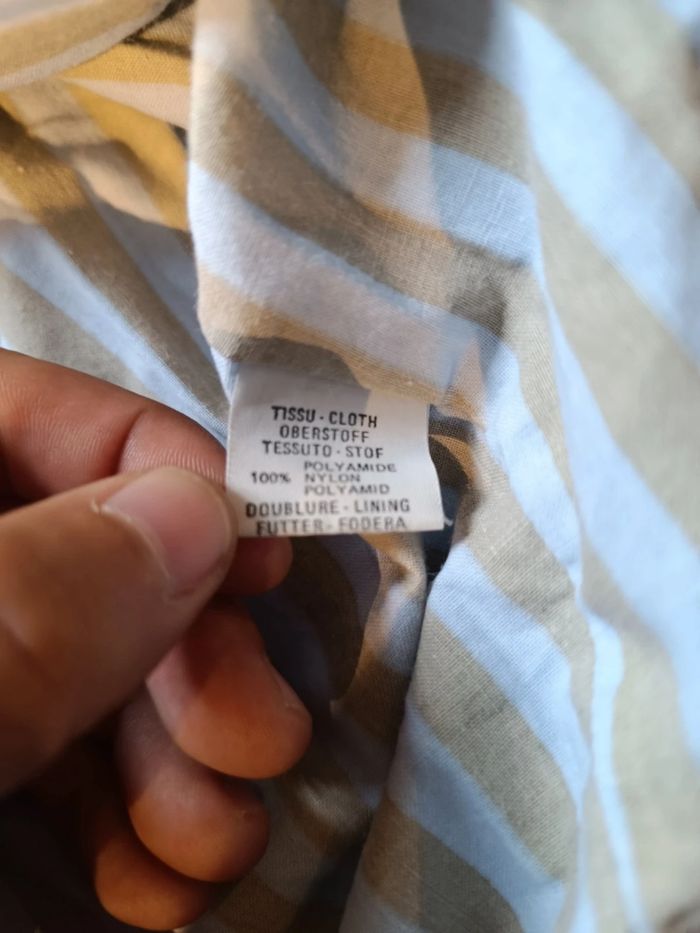 TISSU · CLOTH
OBERSTOFF
TESSUTO · STOF
POLYAMIDE
100% NYLON
POLYAMID
DOUBLURE - LINING
FUTTER - FODERA